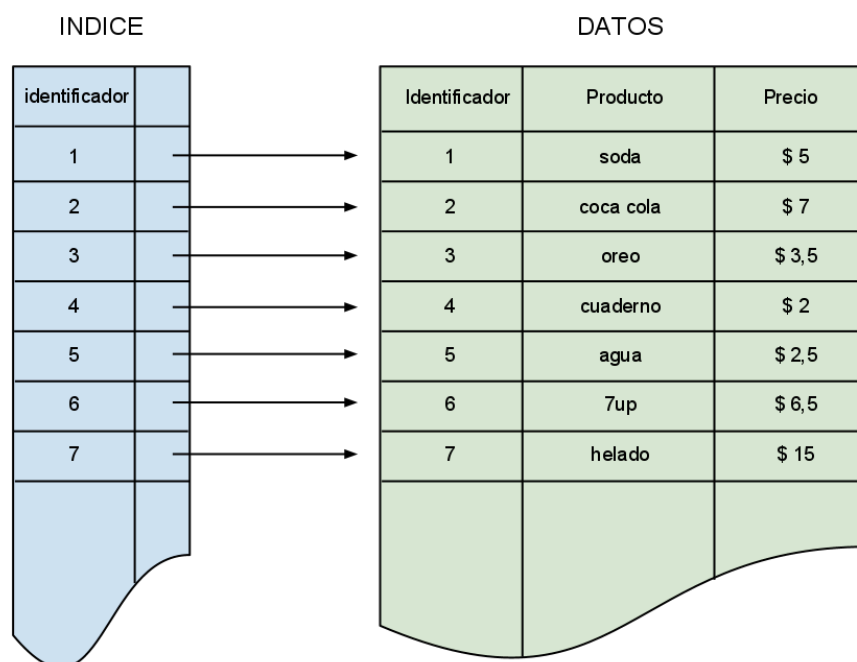 INDICE DATOS
identificador Identificador Producto Precio
1 1 soda $ 5
2 2 coca cola $ 7
3 3 oreo $ 3,5
4 4 cuaderno $ 2
5 5 agua $ 2,5
6 6 7up $ 6,5
7 7 helado $ 15